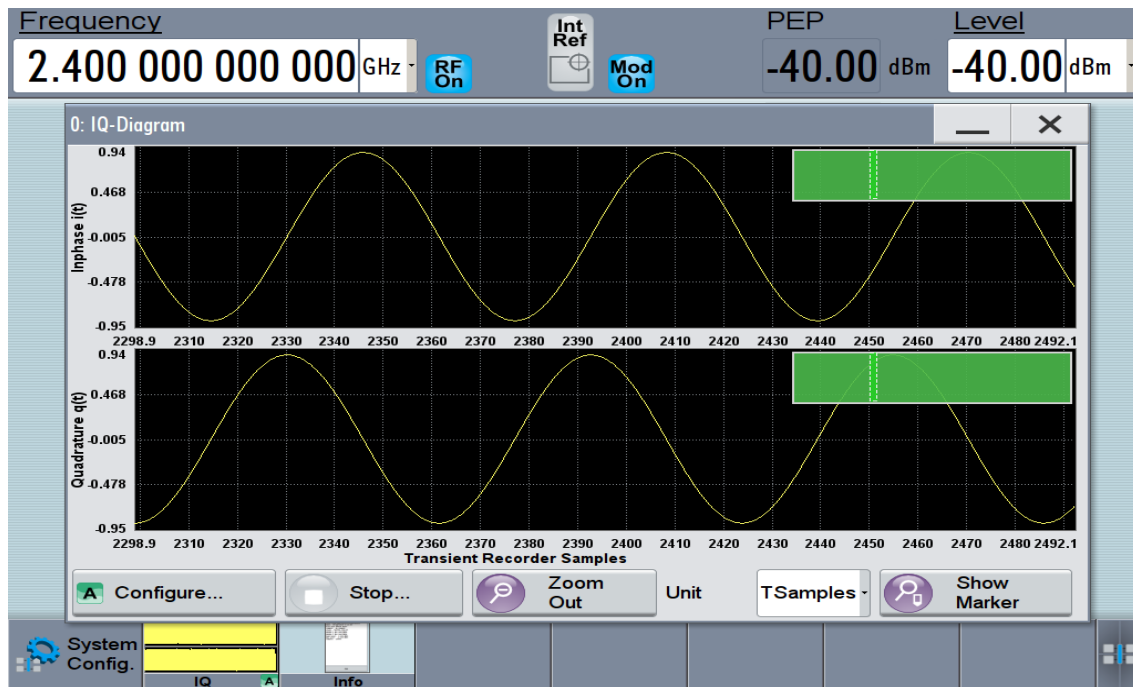 Frequency
Int
Ref
PEP
Level
2.400 000 000 000 GHz
RF
On
Mod
On
-40.00 dBm
-40.00 dBm
0: IQ-Diagram
Inphase i(t)
0.94
0.468
-0.005
-0.478
-0.95
2298.9 2310 2320 2330 2340 2350 2360 2370 2380 2390 2400 2410 2420 2430 2440 2450 2460 2470 2480 2492.1
Quadrature q(t)
0.94
0.468
-0.005
-0.478
-0.95
2298.9 2310 2320 2330 2340 2350 2360 2370 2380 2390 2400 2410 2420 2430 2440 2450 2460 2470 2480 2492.1
Transient Recorder Samples
A Configure...
Stop...
Zoom
Out
Unit
TSamples
Show
Marker
System
Config.
IQ
A
Info